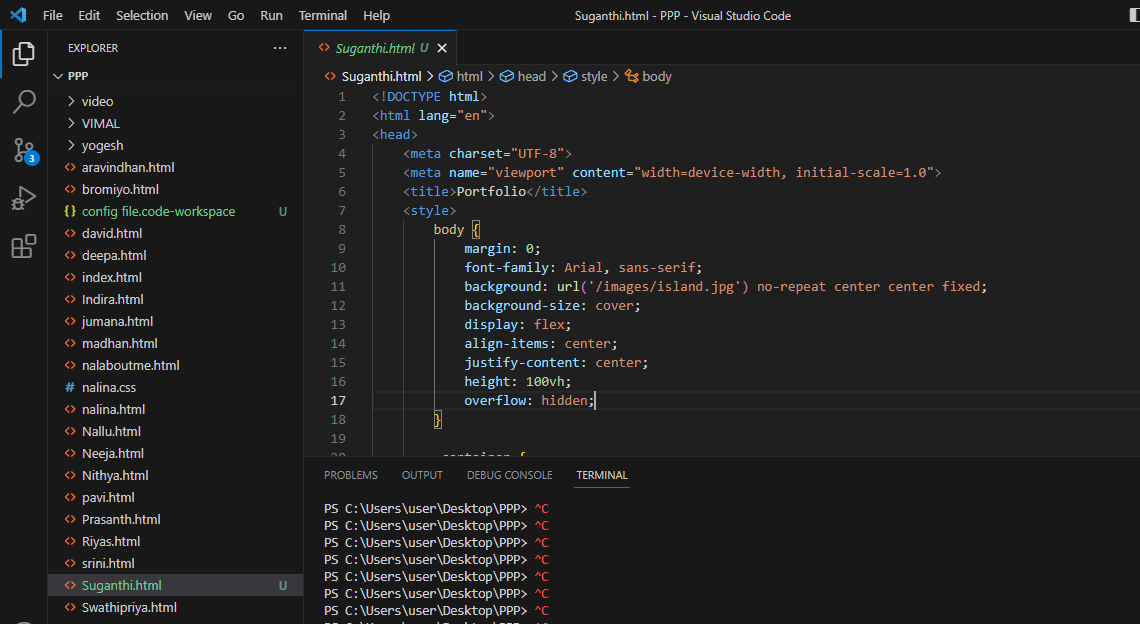 File Edit Selection View Go Run Terminal Help
Suganthi.html - PPP - Visual Studio Code
EXPLORER ···
PPP
video
VIMAL
yogesh
aravindhan.html
bromiyo.html
{} config file.code-workspace U
david.html
deepa.html
index.html
Indira.html
jumana.html
madhan.html
nalaboutme.html
# nalina.css
nalina.html
Nallu.html
Neeja.html
Nithya.html
pavi.html
Prasanth.html
Riyas.html
srini.html
Suganthi.html U
Swathipriya.html
3
Suganthi.html U
Suganthi.html > html > head > style > body
1 <!DOCTYPE html>
2 <html lang="en">
3 <head>
4 <meta charset="UTF-8">
5 <meta name="viewport" content="width=device-width, initial-scale=1.0">
6 <title>Portfolio</title>
7 <style>
8 body {
9 margin: 0;
10 font-family: Arial, sans-serif;
11 background: url('/images/island.jpg') no-repeat center center fixed;
12 background-size: cover;
13 display: flex;
14 align-items: center;
15 justify-content: center;
16 height: 100vh;
17 overflow: hidden;
18 }
19
PROBLEMS OUTPUT DEBUG CONSOLE TERMINAL
PS C:\Users\user\Desktop\PPP> ^C
PS C:\Users\user\Desktop\PPP> ^C
PS C:\Users\user\Desktop\PPP> ^C
PS C:\Users\user\Desktop\PPP> ^C
PS C:\Users\user\Desktop\PPP> ^C
PS C:\Users\user\Desktop\PPP> ^C
PS C:\Users\user\Desktop\PPP> ^C